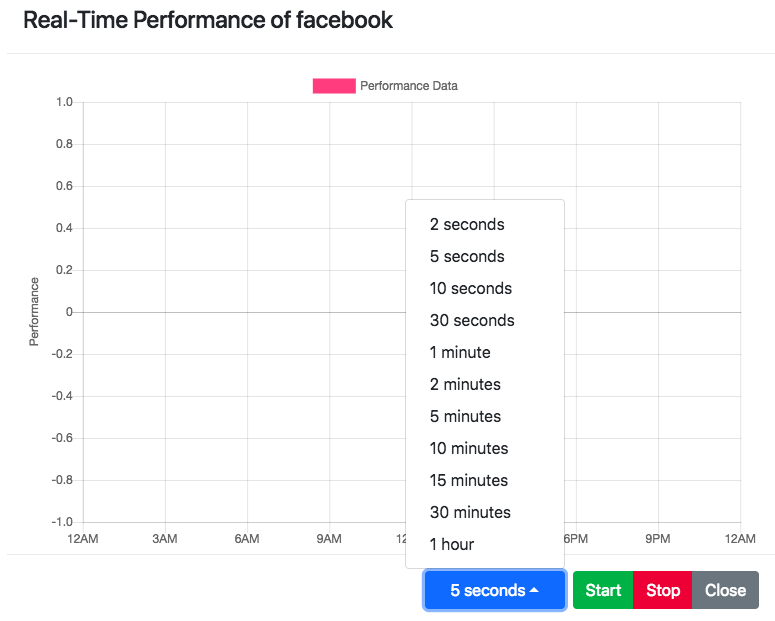 Real-Time Performance of facebook
Performance Data
1.0
0.8
0.6
0.4
0.2
0
-0.2
-0.4
-0.6
-0.8
-1.0
Performance
12AM 3AM 6AM 9AM 12 6PM 9PM 12AM
2 seconds
5 seconds
10 seconds
30 seconds
1 minute
2 minutes
5 minutes
10 minutes
15 minutes
30 minutes
1 hour
5 seconds Start Stop Close